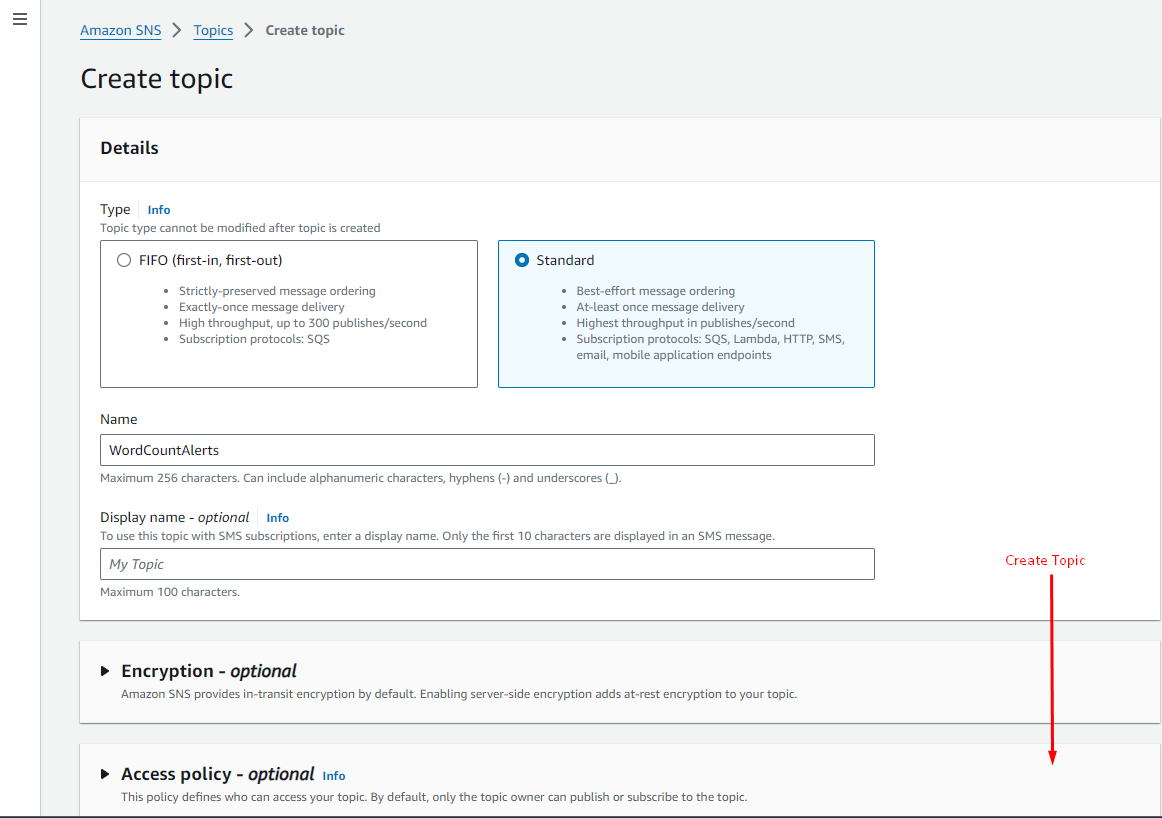 Amazon SNS > Topics > Create topic
Create topic
Details
Type Info
Topic type cannot be modified after topic is created
FIFO (first-in, first-out)
• Strictly-preserved message ordering
• Exactly-once message delivery
• High throughput, up to 300 publishes/second
• Subscription protocols: SQS
Standard
• Best-effort message ordering
• At-least once message delivery
• Highest throughput in publishes/second
• Subscription protocols: SQS, Lambda, HTTP, SMS,
email, mobile application endpoints
Name
WordCountAlerts
Maximum 256 characters. Can include alphanumeric characters, hyphens (-) and underscores (_).
Display name - optional Info
To use this topic with SMS subscriptions, enter a display name. Only the first 10 characters are displayed in an SMS message.
My Topic
Maximum 100 characters.
Create Topic
Encryption - optional
Amazon SNS provides in-transit encryption by default. Enabling server-side encryption adds at-rest encryption to your topic.
Access policy - optional Info
This policy defines who can access your topic. By default, only the topic owner can publish or subscribe to the topic.